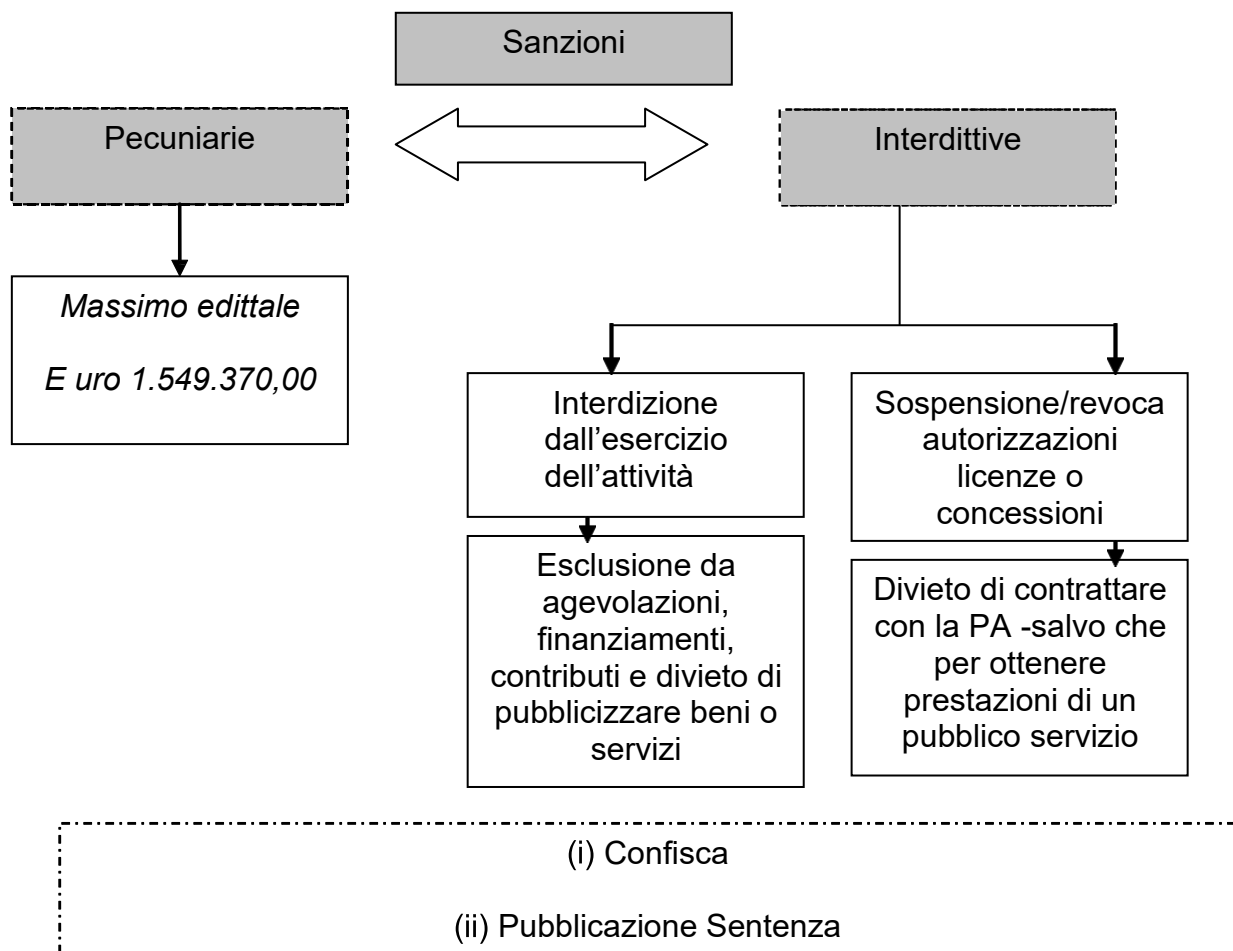 Sanzioni
Pecuniarie
Interdittive
Massimo edittale
E uro 1.549.370,00
Interdizione
dall’esercizio
dell’attività
Sospensione/revoca
autorizzazioni
licenze o
concessioni
Esclusione da
agevolazioni,
finanziamenti,
contributi e divieto di
pubblicizzare beni o
servizi
Divieto di contrattare
con la PA -salvo che
per ottenere
prestazioni di un
pubblico servizio
(i) Confisca
(ii) Pubblicazione Sentenza